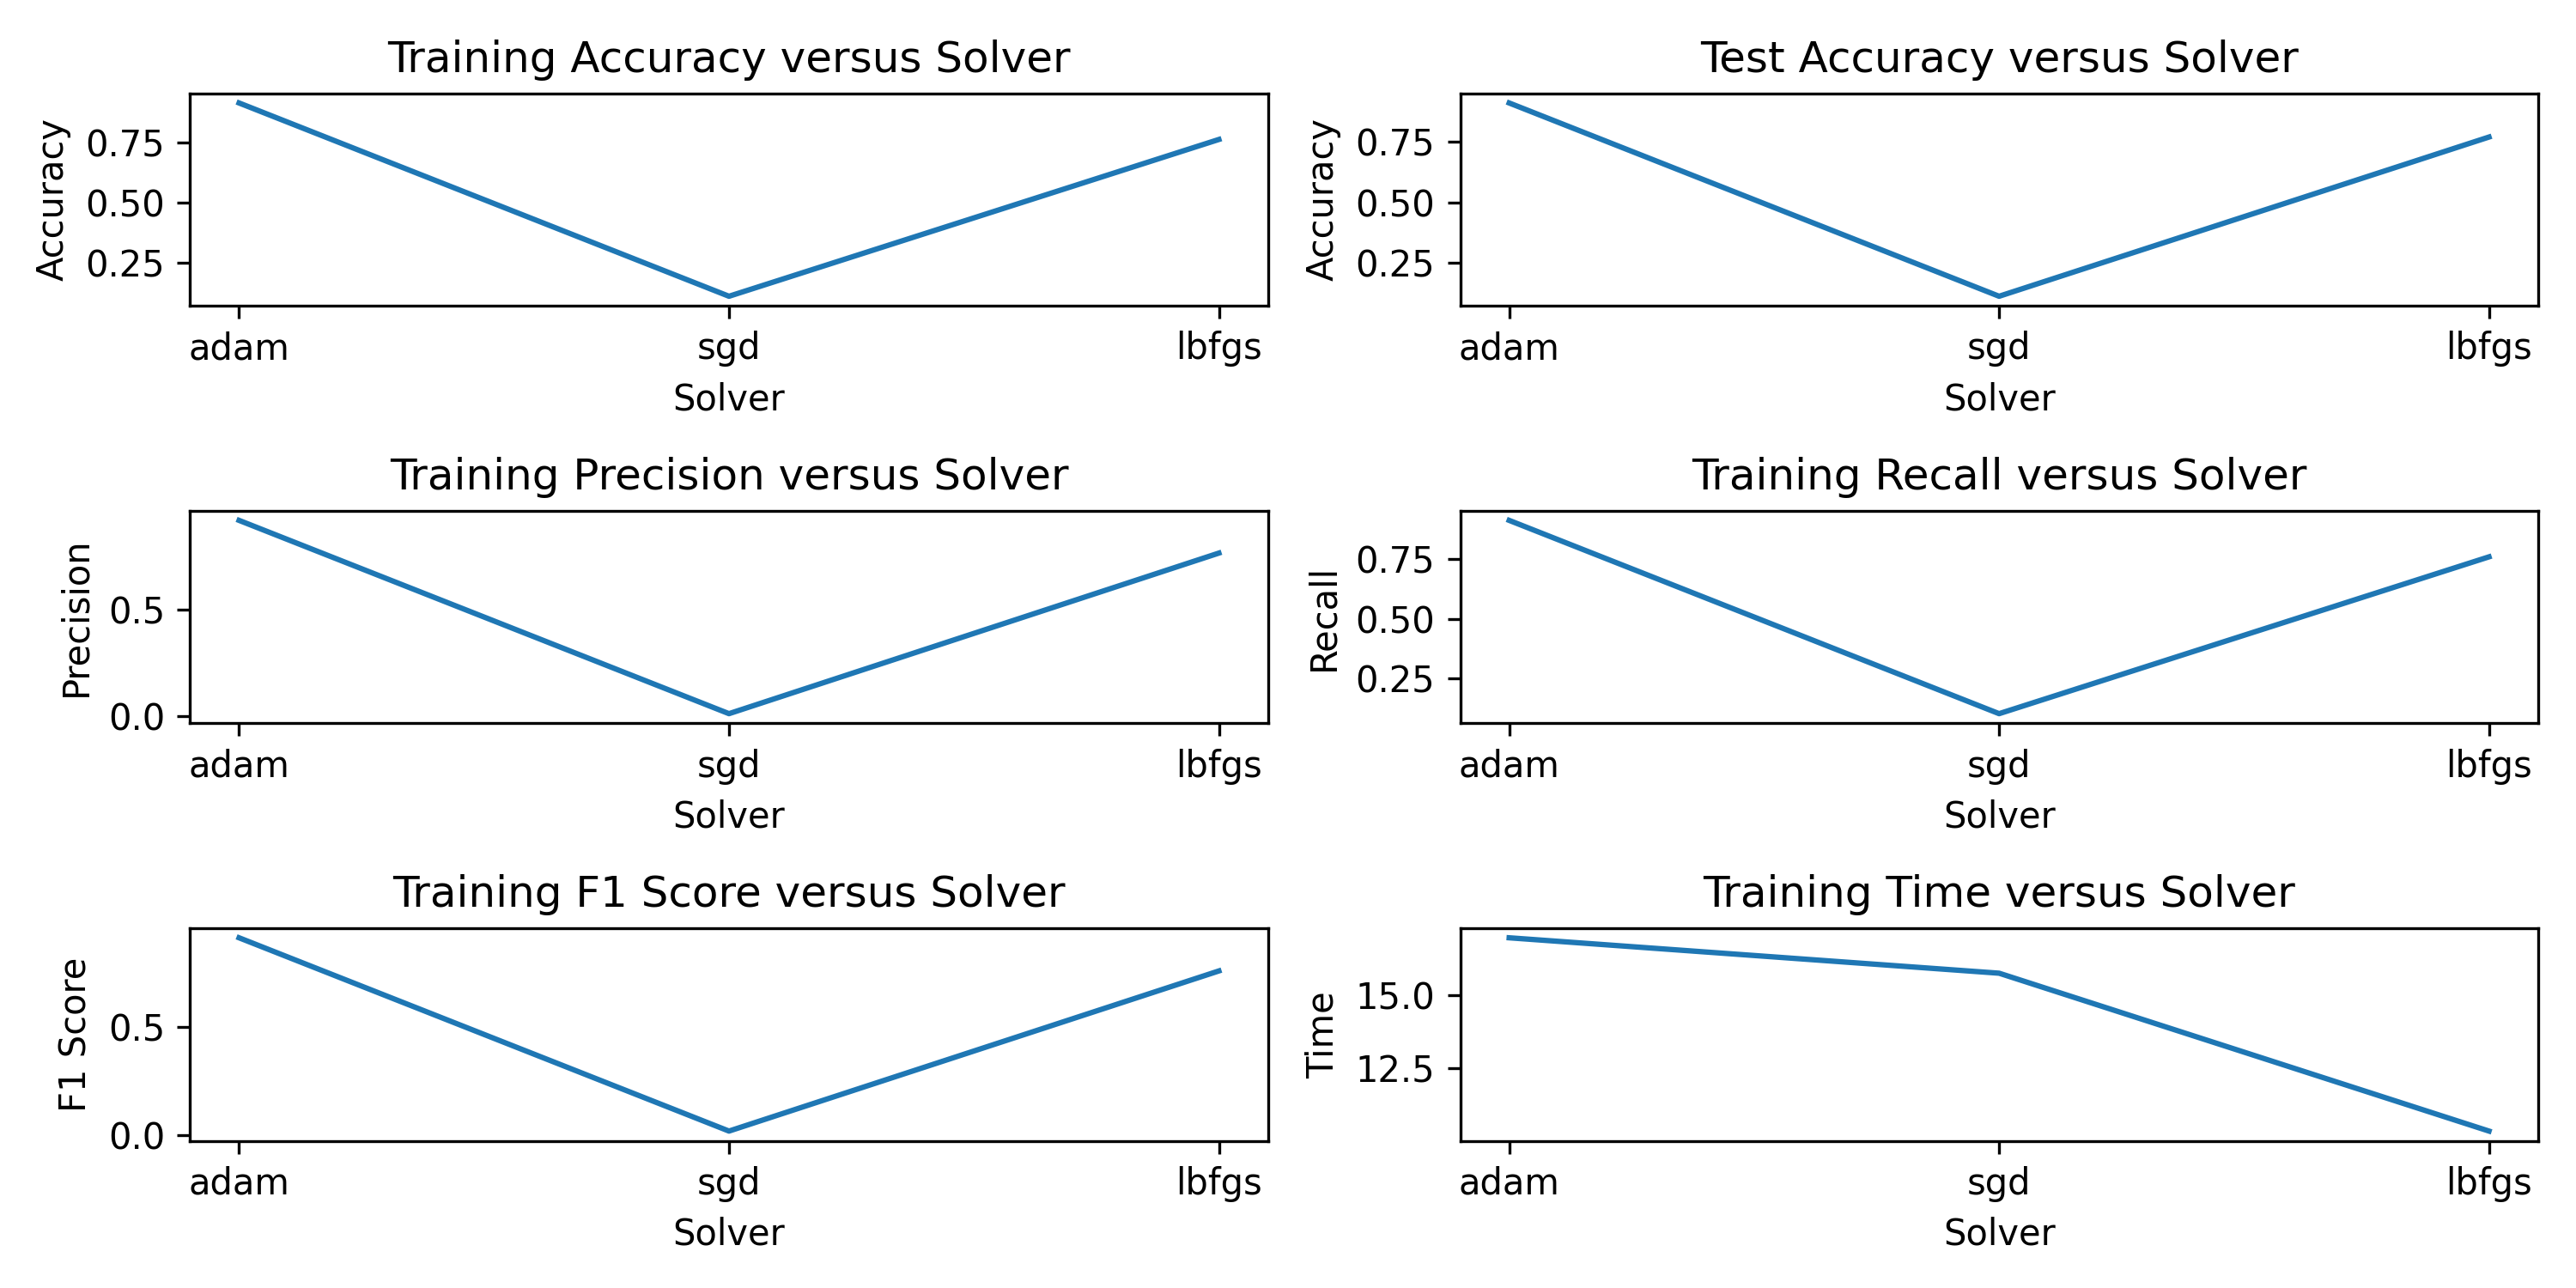 Training Accuracy versus Solver
Accuracy
0.75
0.50
0.25
adam sgd lbfgs
Solver
Test Accuracy versus Solver
Accuracy
0.75
0.50
0.25
adam sgd lbfgs
Solver
Training Precision versus Solver
Precision
0.5
0.0
adam sgd lbfgs
Solver
Training Recall versus Solver
Recall
0.75
0.50
0.25
adam sgd lbfgs
Solver
Training F1 Score versus Solver
F1 Score
0.5
0.0
adam sgd lbfgs
Solver
Training Time versus Solver
Time
15.0
12.5
adam sgd lbfgs
Solver